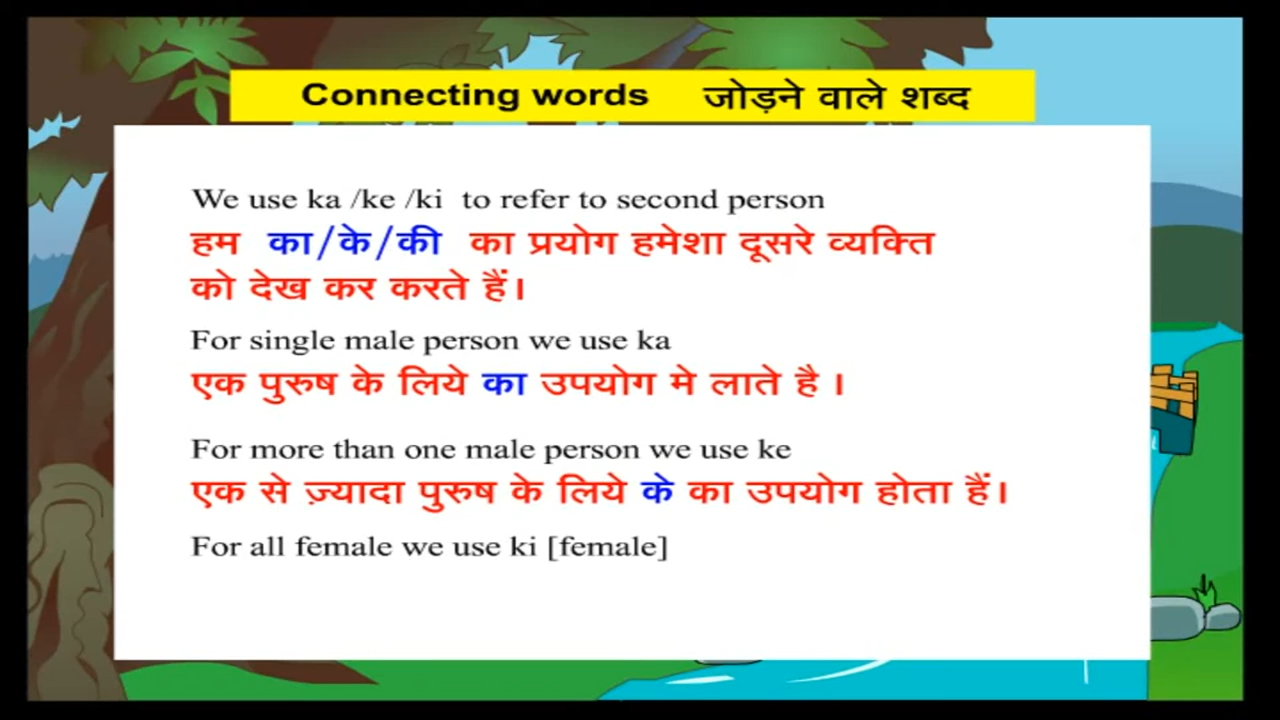 Connecting words जोड़ने वाले शब्द
We use ka /ke /ki to refer to second person
हम का/के/की का प्रयोग हमेशा दूसरे व्यक्ति
को देख कर करते हैं।
For single male person we use ka
एक पुरुष के लिये का उपयोग मे लाते है ।
For more than one male person we use ke
एक से ज़्यादा पुरुष के लिये के का उपयोग होता हैं।
For all female we use ki [female]